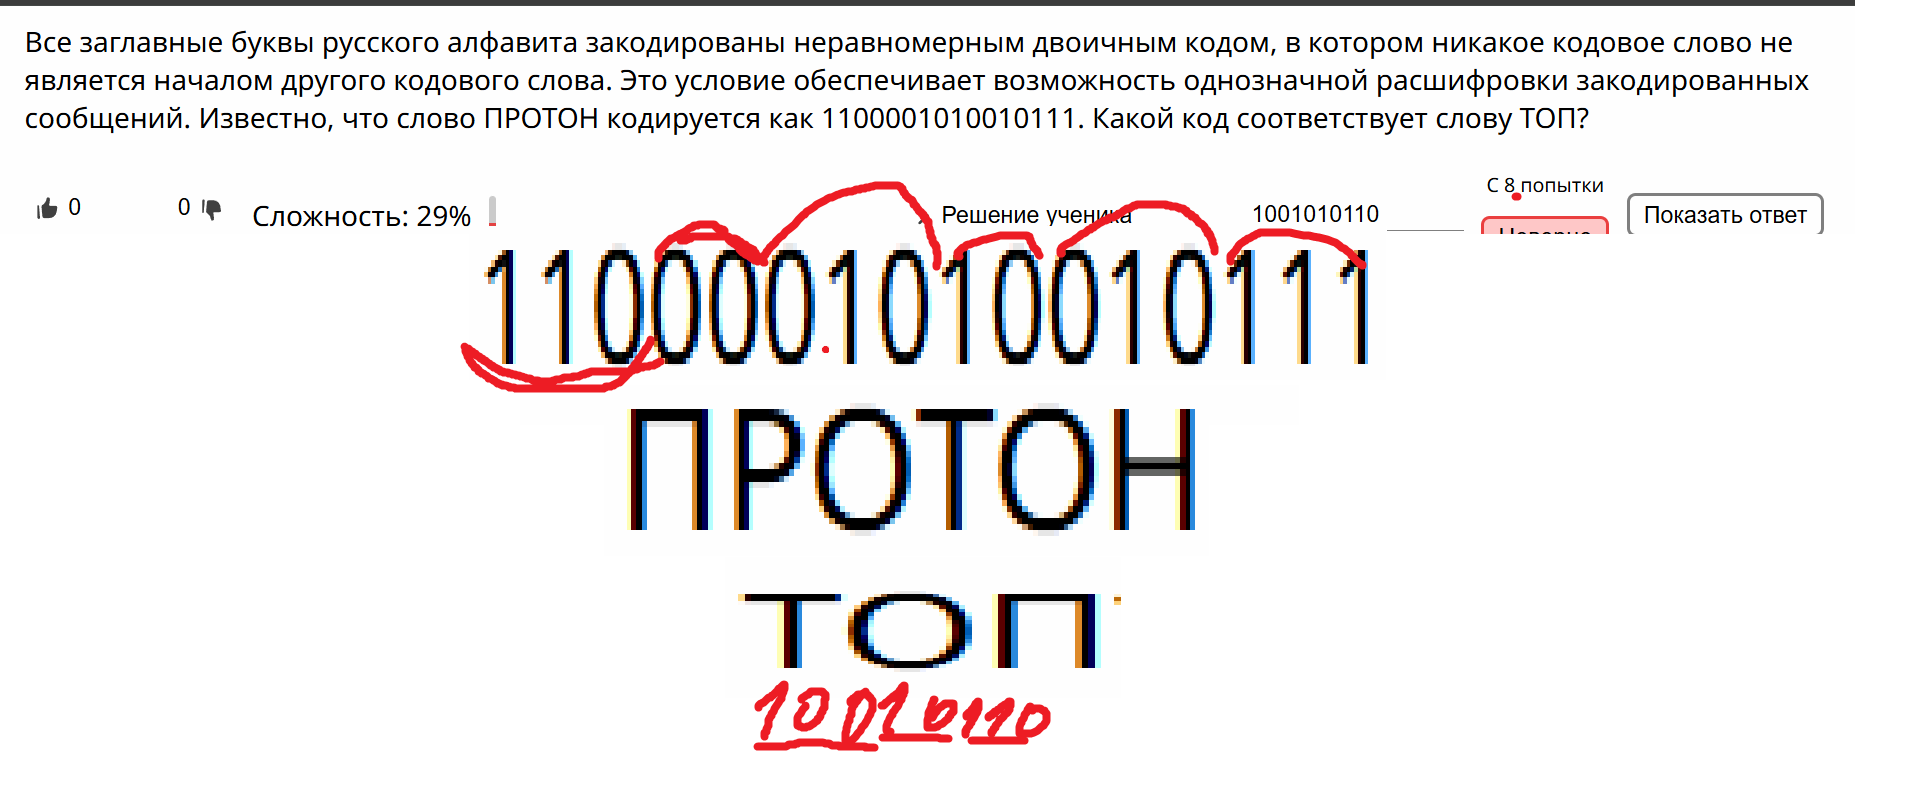 Все заглавные буквы русского алфавита закодированы неравномерным двоичным кодом, в котором никакое кодовое слово не
является началом другого кодового слова. Это условие обеспечивает возможность однозначной расшифровки закодированных
сообщений. Известно, что слово ПРОТОН кодируется как 1100001010010111. Какой код соответствует слову ТОП?
С 8 попытки
0 0 Сложность: 29% Решение ученика 1001010110 Показать ответ
Неверно
1100001010010111
ПРОТОН
ТОП
10010110